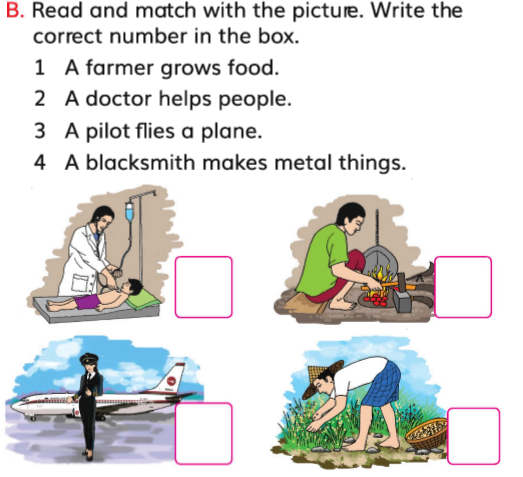 B. Read and match with the picture. Write the
correct number in the box.
1 A farmer grows food.
2 A doctor helps people.
3 A pilot flies a plane.
4 A blacksmith makes metal things.